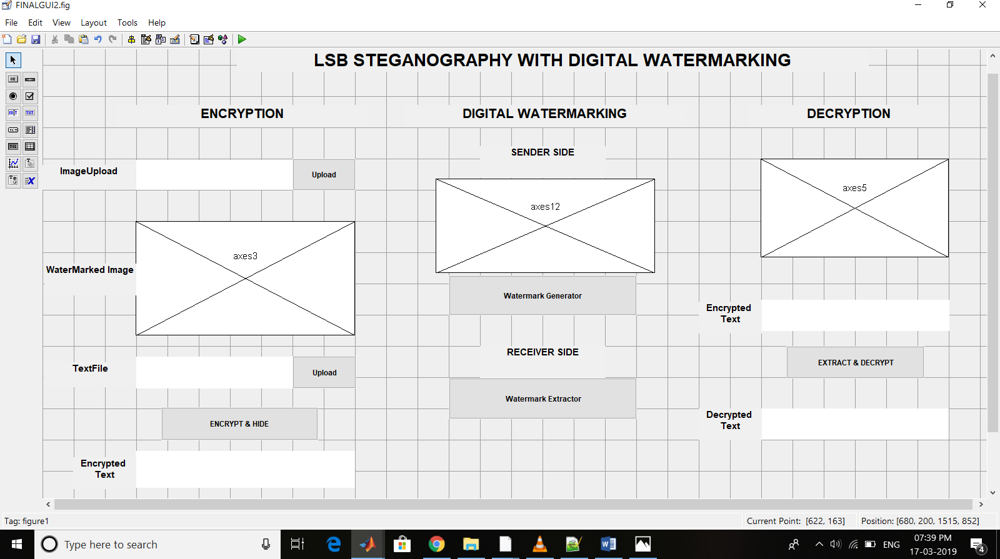 FINALGUI2.fig
File Edit View Layout Tools Help
LSB STEGANOGRAPHY WITH DIGITAL WATERMARKING
ENCRYPTION
DIGITAL WATERMARKING
DECRYPTION
SENDER SIDE
ImageUpload
Upload
axes12
axes5
axes3
WaterMarked Image
Watermark Generator
Encrypted
Text
RECEIVER SIDE
EXTRACT & DECRYPT
TextFile
Upload
Watermark Extractor
Decrypted
Text
ENCRYPT & HIDE
Encrypted
Text
Tag: figure1
Current Point: [622, 163]
Position: [680, 200, 1515, 852]
Type here to search
ENG
07:39 PM
17-03-2019
4